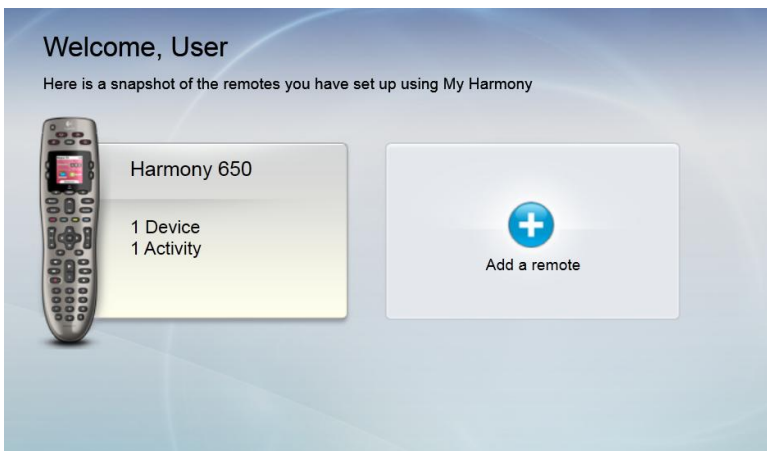 Welcome, User
Here is a snapshot of the remotes you have set up using My Harmony
Harmony 650
1 Device
1 Activity
Add a remote